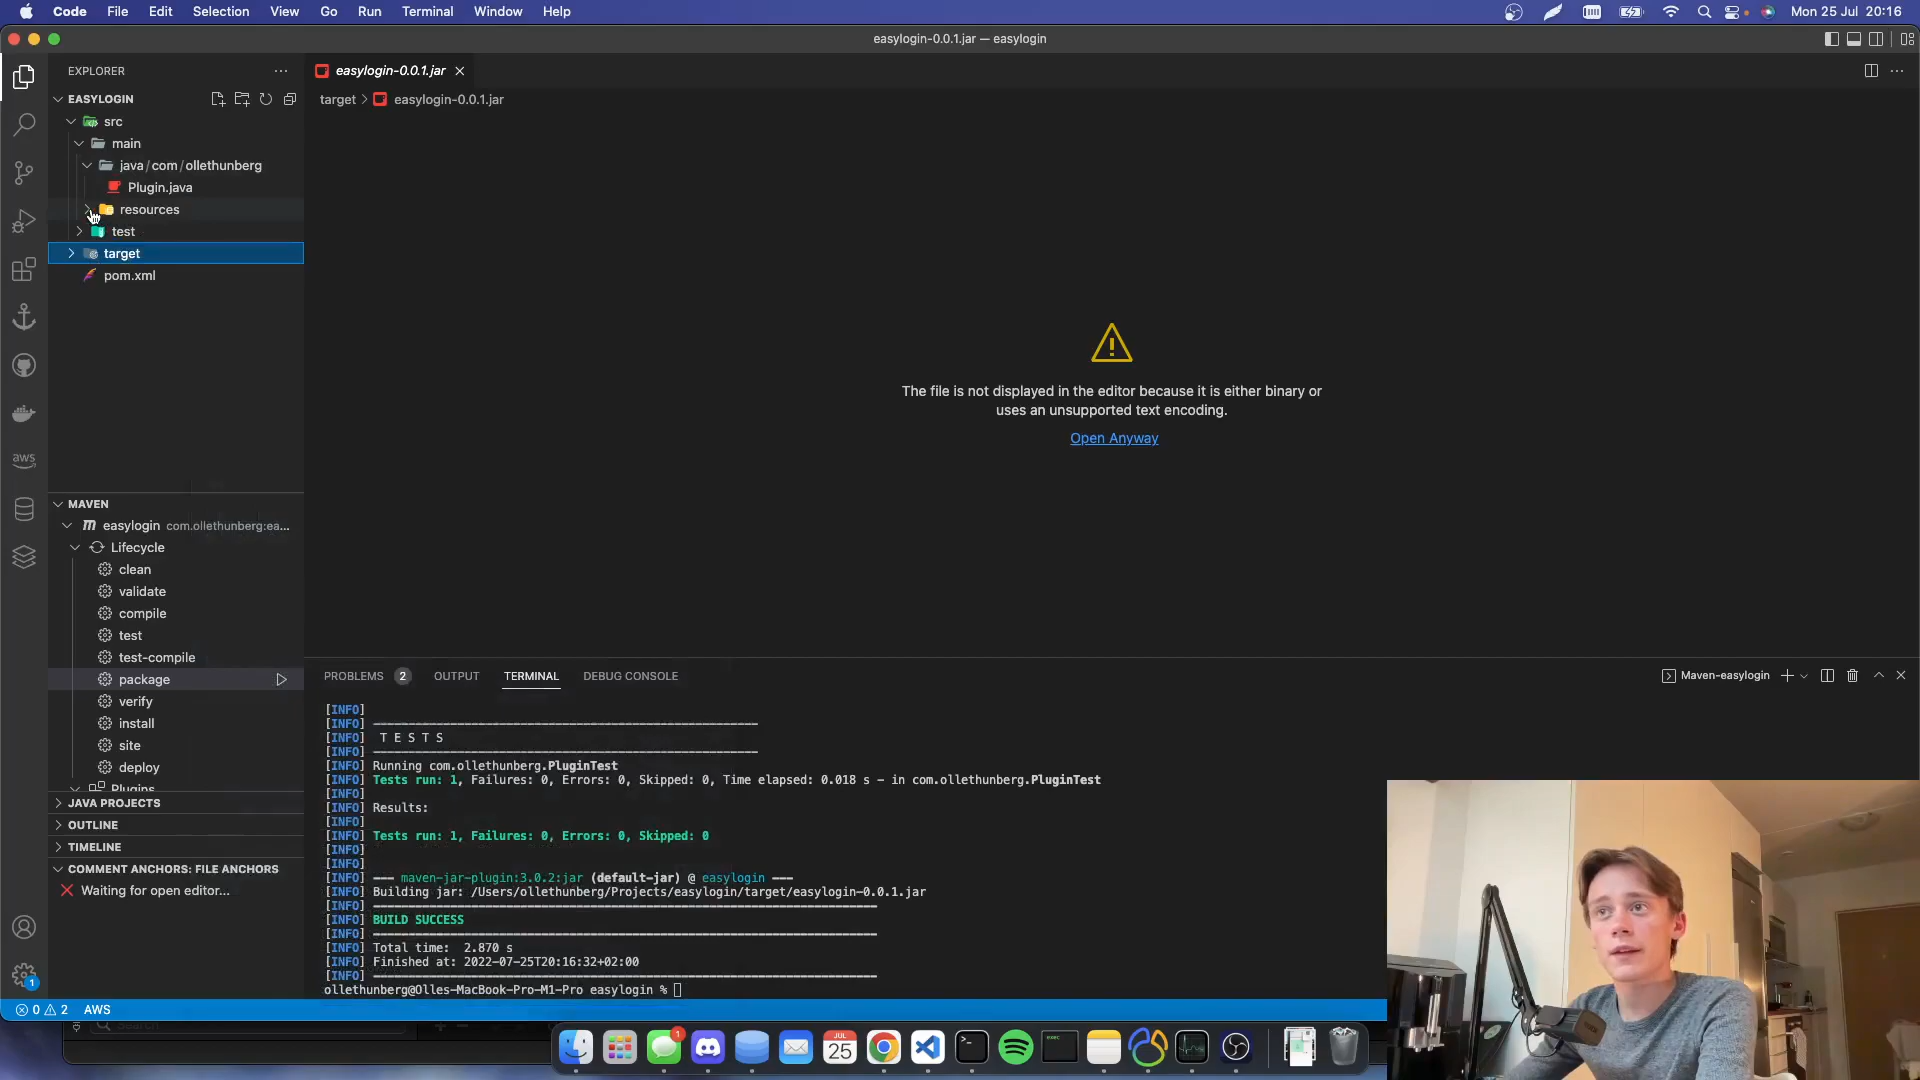 Code File Edit Selection View Go Run Terminal Window Help
Mon 25 Jul 20:16
easylogin-0.0.1.jar — easylogin
EXPLORER
EASYLOGIN
src
main
java/com/ollethunberg
Plugin.java
resources
test
target
pom.xml
easylogin-0.0.1.jar
target > easylogin-0.0.1.jar
The file is not displayed in the editor because it is either binary or
uses an unsupported text encoding.
Open Anyway
MAVEN
easylogin com.ollethunberg:ea...
Lifecycle
clean
validate
compile
test
test-compile
package
verify
install
site
deploy
Plugins
JAVA PROJECTS
OUTLINE
TIMELINE
COMMENT ANCHORS: FILE ANCHORS
Waiting for open editor...
aws
1
PROBLEMS 2 OUTPUT TERMINAL DEBUG CONSOLE
Maven-easylogin
[INFO]
[INFO] -------------------------------------------------------
[INFO]  T E S T S
[INFO] -------------------------------------------------------
[INFO] Running com.ollethunberg.PluginTest
[INFO] Tests run: 1, Failures: 0, Errors: 0, Skipped: 0, Time elapsed: 0.018 s - in com.ollethunberg.PluginTest
[INFO]
[INFO] Results:
[INFO]
[INFO] Tests run: 1, Failures: 0, Errors: 0, Skipped: 0
[INFO]
[INFO]
[INFO] --- maven-jar-plugin:3.0.2:jar (default-jar) @ easylogin ---
[INFO] Building jar: /Users/ollethunberg/Projects/easylogin/target/easylogin-0.0.1.jar
[INFO] ------------------------------------------------------------------------
[INFO] BUILD SUCCESS
[INFO] ------------------------------------------------------------------------
[INFO] Total time:  2.870 s
[INFO] Finished at: 2022-07-25T20:16:32+02:00
[INFO] ------------------------------------------------------------------------
ollethunberg@Olles-MacBook-Pro-M1-Pro easylogin %
0 2 AWS
Search
1
JUL
25
exec